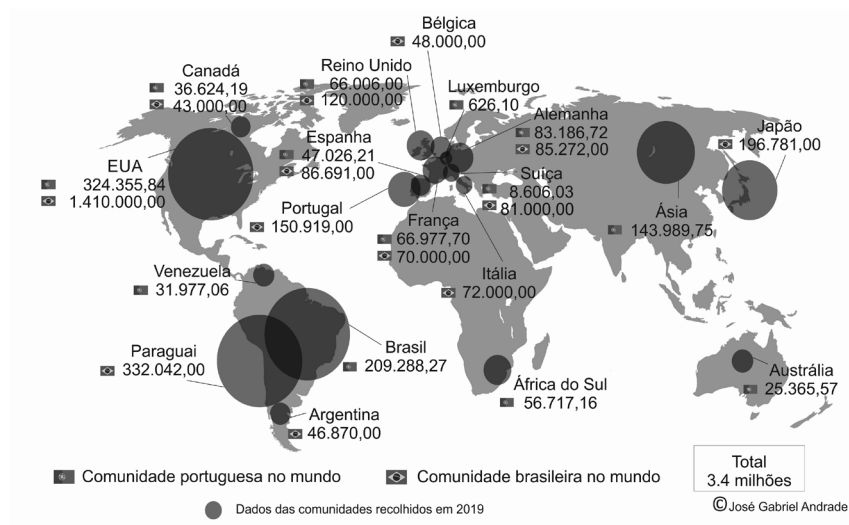 Bélgica
48.000,00
Reino Unido
66.006,00
120.000,00
Canadá
36.624,19
43.000,00
Luxemburgo
626,10
Alemanha
83.186,72
85.272,00
Japão
196.781,00
Espanha
47.026,21
86.691,00
EUA
324.355,84
1.410.000,00
Suíça
8.606,03
81.000,00
Portugal
150.919,00
França
66.977,70
70.000,00
Ásia
143.989,75
Itália
72.000,00
Venezuela
31.977,06
Paraguai
332.042,00
Brasil
209.288,27
África do Sul
56.717,16
Austrália
25.365,57
Argentina
46.870,00
Total
3.4 milhões
Comunidade portuguesa no mundo
Comunidade brasileira no mundo
Dados das comunidades recolhidos em 2019
©José Gabriel Andrade